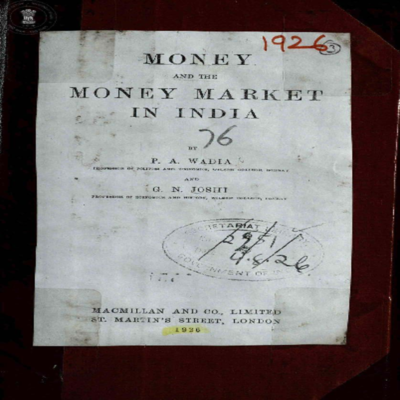 1926
MONEY
AND THE
MONEY MARKET
IN INDIA
76
BY
P. A. WADIA
AND
G. N. JOSHI
MACMILLAN AND CO., LIMITED
ST. MARTIN'S STREET, LONDON
1926